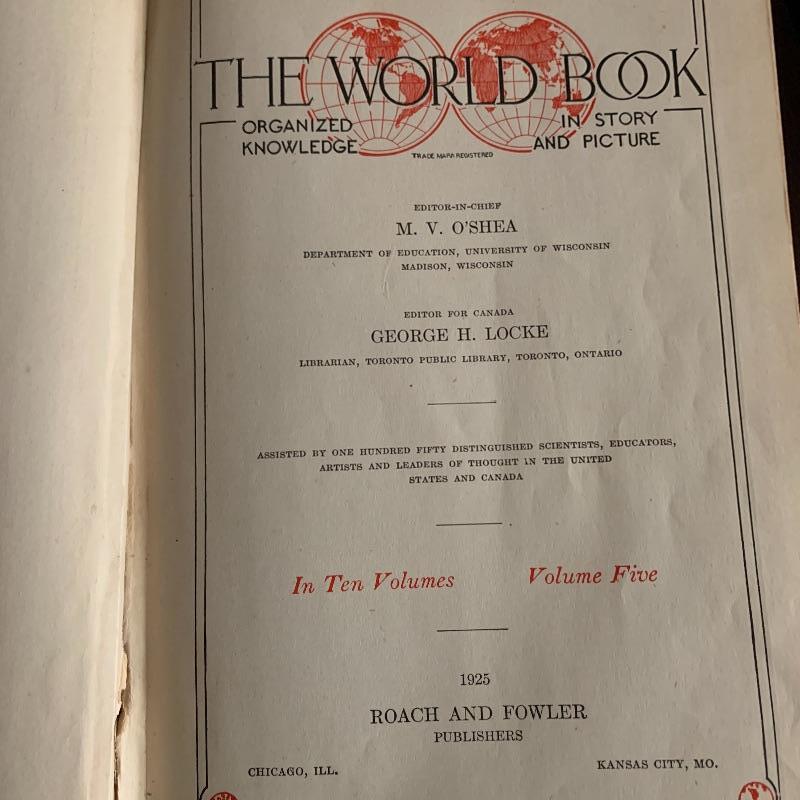 THE WORLD BOOK
ORGANIZED
KNOWLEDGE
IN STORY
AND PICTURE
TRADE MARK REGISTERED
EDITOR-IN-CHIEF
M. V. O'SHEA
DEPARTMENT OF EDUCATION, UNIVERSITY OF WISCONSIN
MADISON, WISCONSIN
EDITOR FOR CANADA
GEORGE H. LOCKE
LIBRARIAN, TORONTO PUBLIC LIBRARY, TORONTO, ONTARIO
ASSISTED BY ONE HUNDRED FIFTY DISTINGUISHED SCIENTISTS, EDUCATORS,
ARTISTS AND LEADERS OF THOUGHT IN THE UNITED
STATES AND CANADA
In Ten Volumes Volume Five
1925
ROACH AND FOWLER
PUBLISHERS
CHICAGO, ILL. KANSAS CITY, MO.